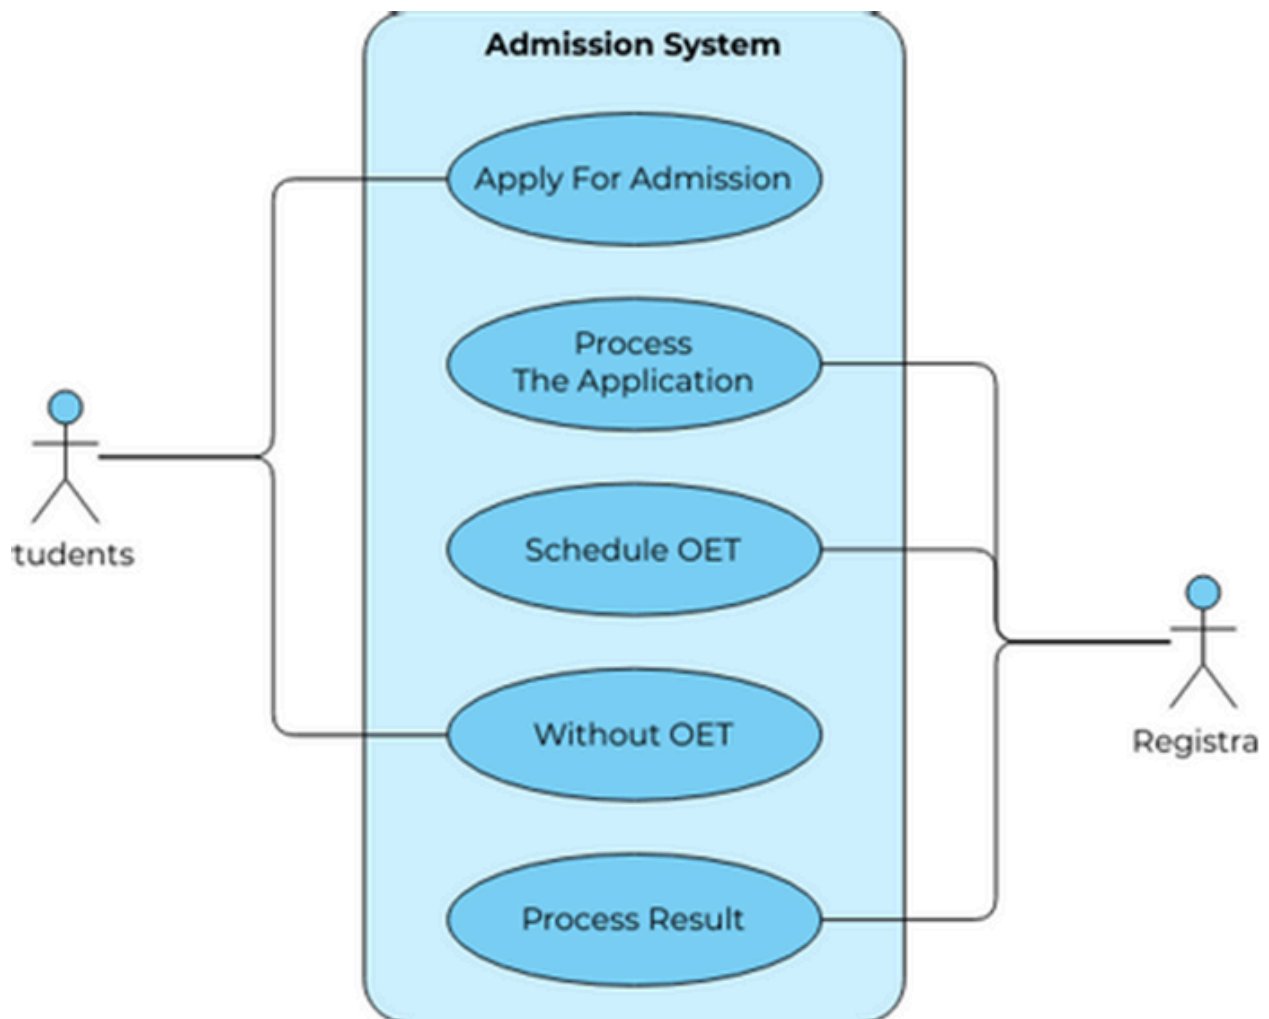 Admission System
Apply For Admission
Process
The Application
Schedule OET
tudents
Without OET
Registra
Process Result